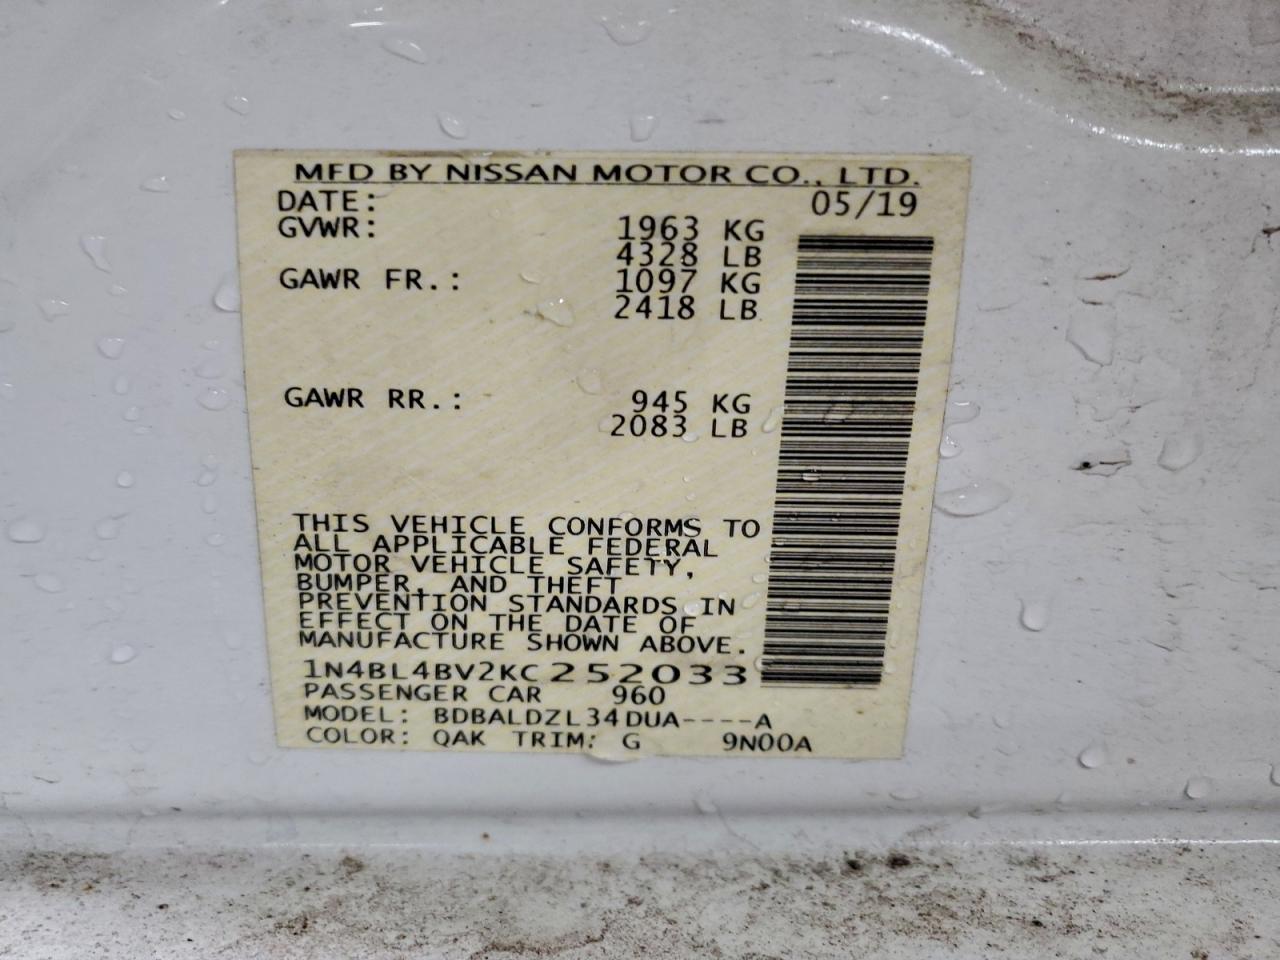 MFD BY NISSAN MOTOR CO., LTD.
DATE: 05/19
GVWR: 1963 KG
4328 LB
GAWR FR.: 1097 KG
2418 LB
GAWR RR.: 945 KG
2083 LB
THIS VEHICLE CONFORMS TO
ALL APPLICABLE FEDERAL
MOTOR VEHICLE SAFETY,
BUMPER, AND THEFT
PREVENTION STANDARDS IN
EFFECT ON THE DATE OF
MANUFACTURE SHOWN ABOVE.
1N4BL4BV2KC252033
PASSENGER CAR 960
MODEL: BDBALDZL34DUA----A
COLOR: QAK TRIM: G 9N00A